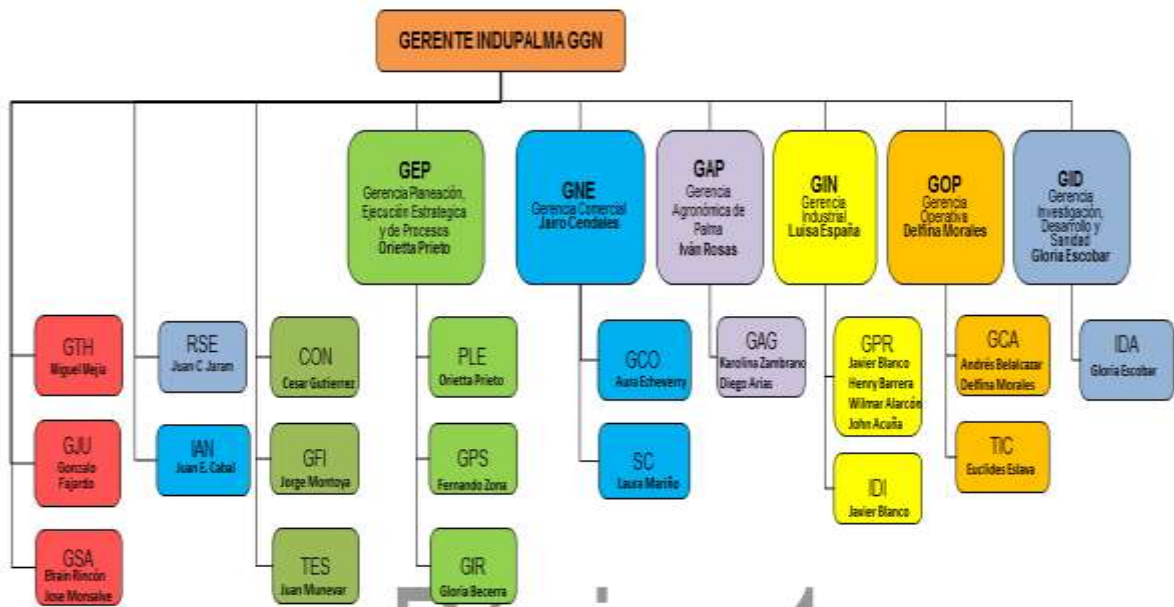 GERENTE INDUPALMA GGN
GEP
Gerencia Planeación,
Ejecución Estrategica
y de Procesos
Orietta Prieto
GNE
Gerencia Comercial
Jairo Cendales
GAP
Gerencia
Agronómica de
Palma
Iván Rosas
GIN
Gerencia
Industrial
Luisa España
GOP
Gerencia
Operativa
Delfina Morales
GID
Gerencia
Investigación,
Desarrollo y
Sanidad
Gloria Escobar
GTH
Miguel Mejia
RSE
Juan C Jaram
CON
Cesar Gutierrez
PLE
Orietta Prieto
GCO
Aura Echeverry
GAG
Karolina Zambrano
Diego Arias
GPR
Javier Blanco
Henry Barrera
Wilmar Alarcón
John Acuña
GCA
Andrés Belalcazar
Delfina Morales
IDA
Gloria Escobar
GJU
Gonzalo
Fajardo
IAN
Juan E. Cabal
GFI
Jorge Montoya
GPS
Fernando Zona
SC
Laura Mariño
IDI
Javier Blanco
TIC
Euclides Eslava
GSA
Efrain Rincón
Jose Monsalve
TES
Juan Munevar
GIR
Gloria Becerra